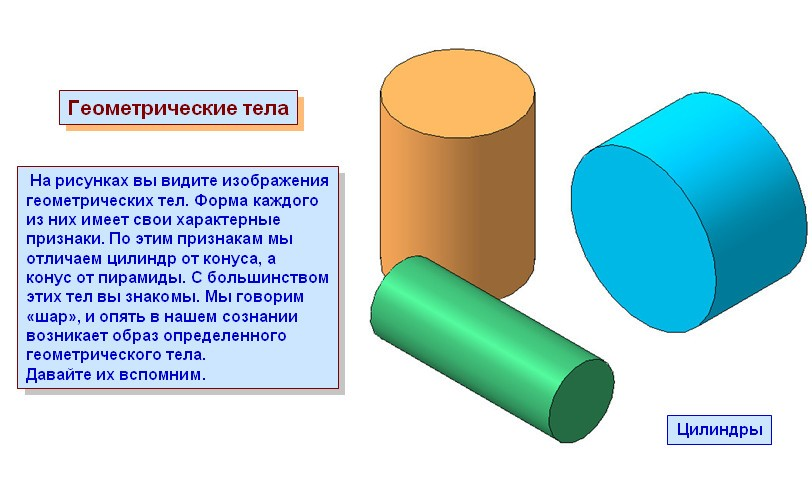 Геометрические тела
На рисунках вы видите изображения
геометрических тел. Форма каждого
из них имеет свои характерные
признаки. По этим признакам мы
отличаем цилиндр от конуса, а
конус от пирамиды. С большинством
этих тел вы знакомы. Мы говорим
«шар», и опять в нашем сознании
возникает образ определенного
геометрического тела.
Давайте их вспомним.
Цилиндры